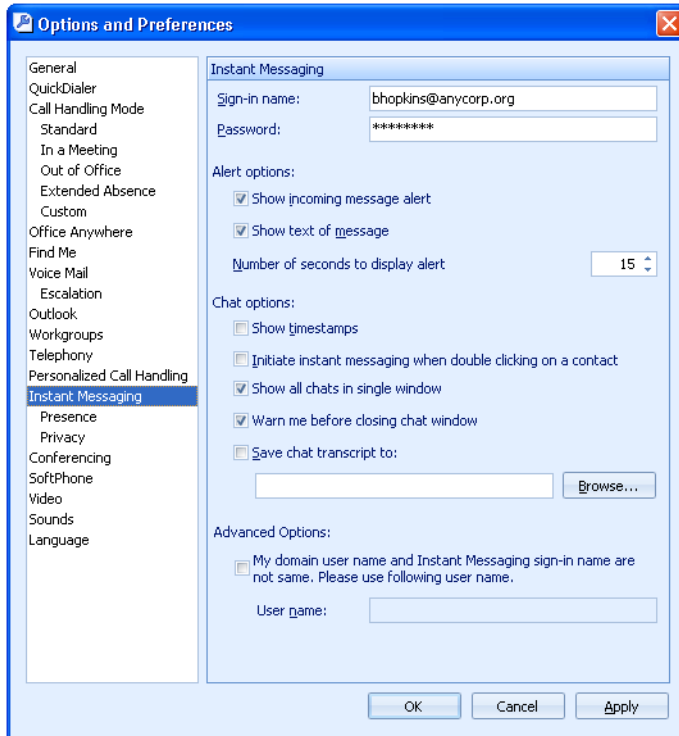 Options and Preferences
General
QuickDialer
Call Handling Mode
Standard
In a Meeting
Out of Office
Extended Absence
Custom
Office Anywhere
Find Me
Voice Mail
Escalation
Outlook
Workgroups
Telephony
Personalized Call Handling
Instant Messaging
Presence
Privacy
Conferencing
SoftPhone
Video
Sounds
Language
Instant Messaging
Sign-in name: bhopkins@anycorp.org
Password: ********
Alert options:
Show incoming message alert
Show text of message
Number of seconds to display alert 15
Chat options:
Show timestamps
Initiate instant messaging when double clicking on a contact
Show all chats in single window
Warn me before closing chat window
Save chat transcript to:
Browse...
Advanced Options:
My domain user name and Instant Messaging sign-in name are
not same. Please use following user name.
User name:
OK Cancel Apply